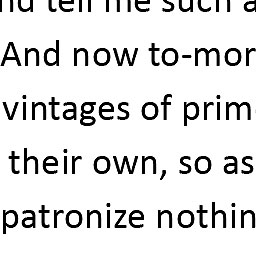 nd tell me such a
And now to-mor
vintages of prim
their own, so as
patronize nothin